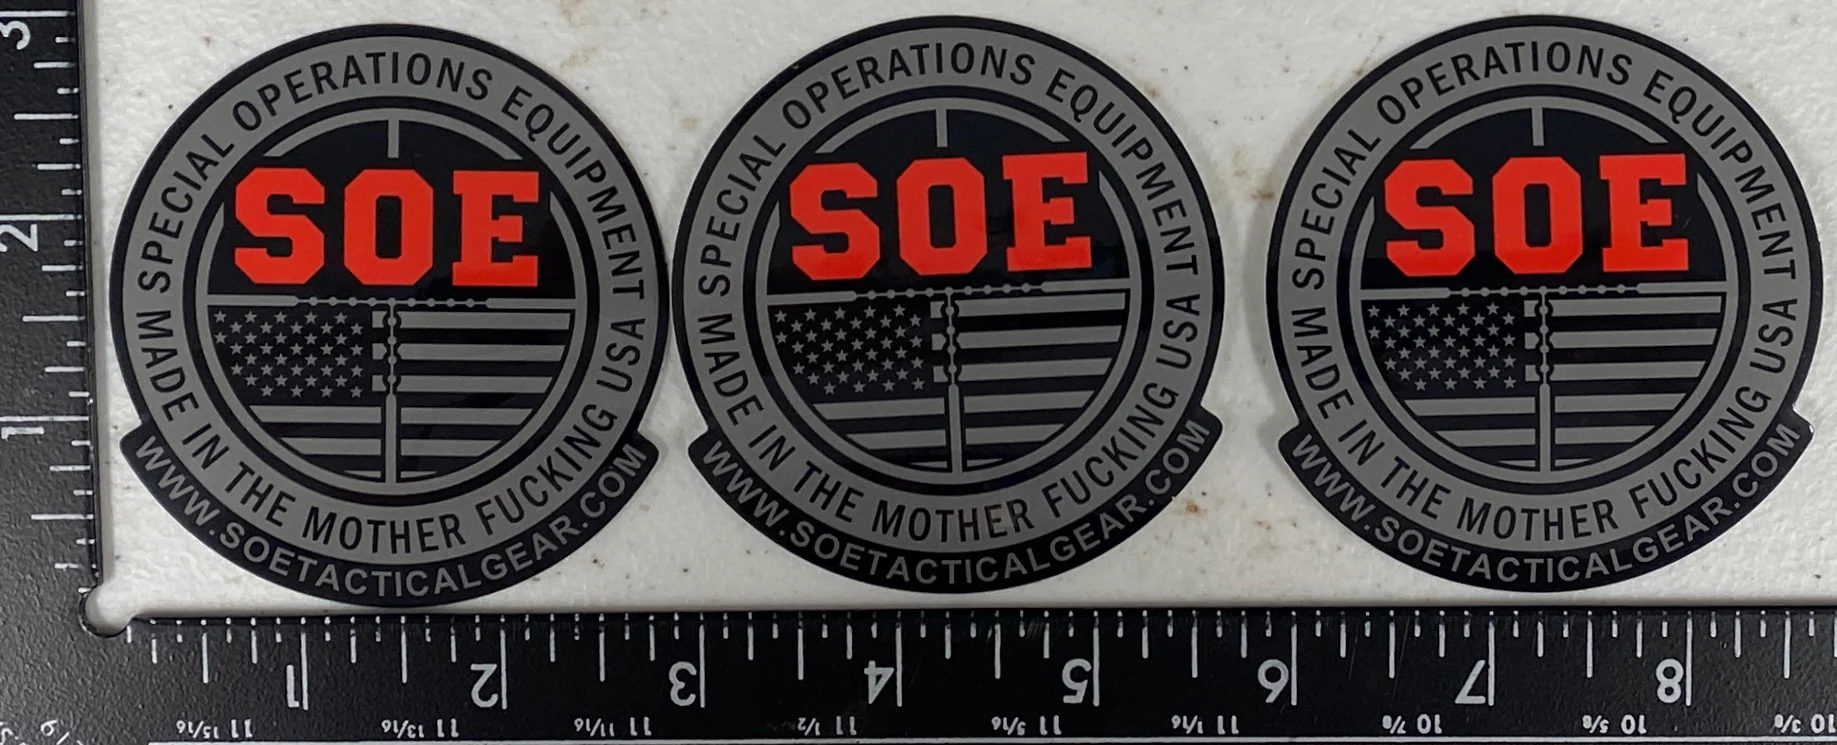 SPECIAL OPERATIONS EQUIPMENT
SOE
MADE IN THE MOTHER FUCKING USA
WWW.SOETACTICALGEAR.COM
SPECIAL OPERATIONS EQUIPMENT
SOE
MADE IN THE MOTHER FUCKING USA
WWW.SOETACTICALGEAR.COM
SPECIAL OPERATIONS EQUIPMENT
SOE
MADE IN THE MOTHER FUCKING USA
WWW.SOETACTICALGEAR.COM
3
2
1
1 2 3 4 5 6 7 8
11 15/16 11 13/16 11 11/16 11 1/2 11 5/16 11 1/16 10 7/8 10 5/8 10 3/8